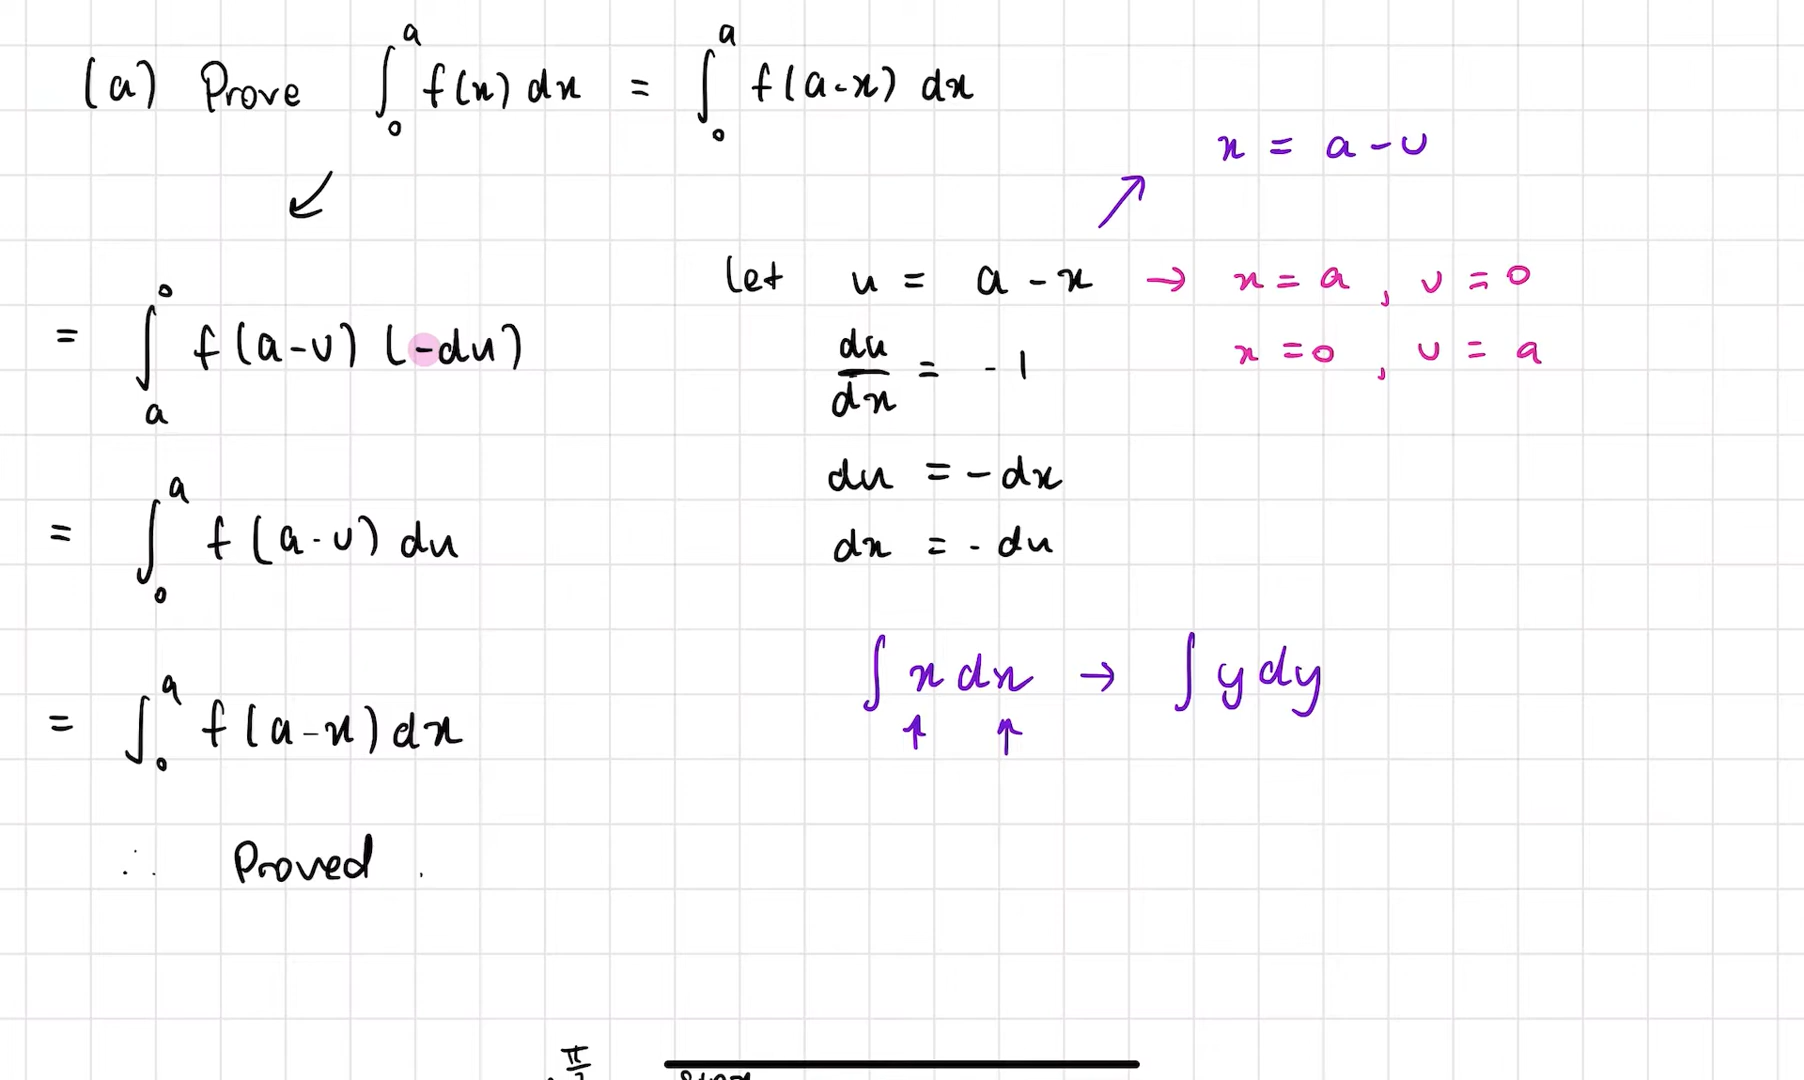 (a) Prove ∫₀ᵃ f(x) dx = ∫₀ᵃ f(a-x) dx
x = a - u
let u = a - x → x = a , u = 0
= ∫ₐ⁰ f(a-u) (-du)
du/dx = -1
x = 0 , u = a
du = -dx
= ∫₀ᵃ f(a-u) du
dx = -du
∫ x dx → ∫ y dy
= ∫₀ᵃ f(a-x) dx
∴ Proved .